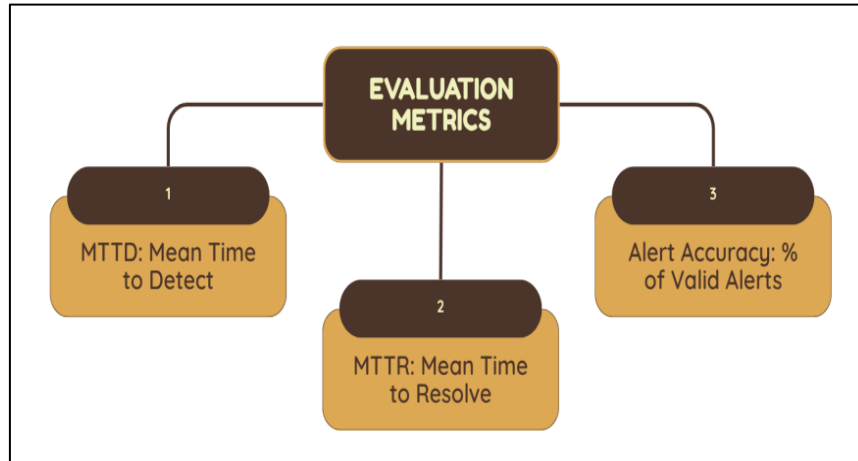 EVALUATION
METRICS
1
MTTD: Mean Time
to Detect
2
MTTR: Mean Time
to Resolve
3
Alert Accuracy: %
of Valid Alerts